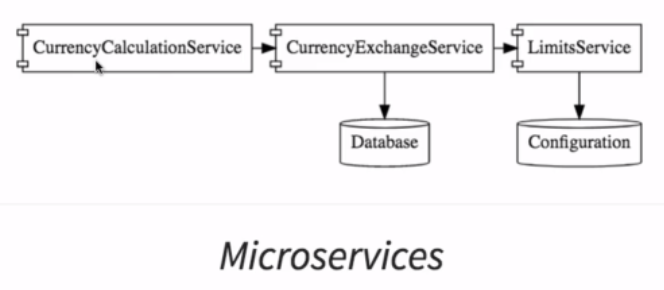 CurrencyCalculationService
CurrencyExchangeService
LimitsService
Database
Configuration
Microservices